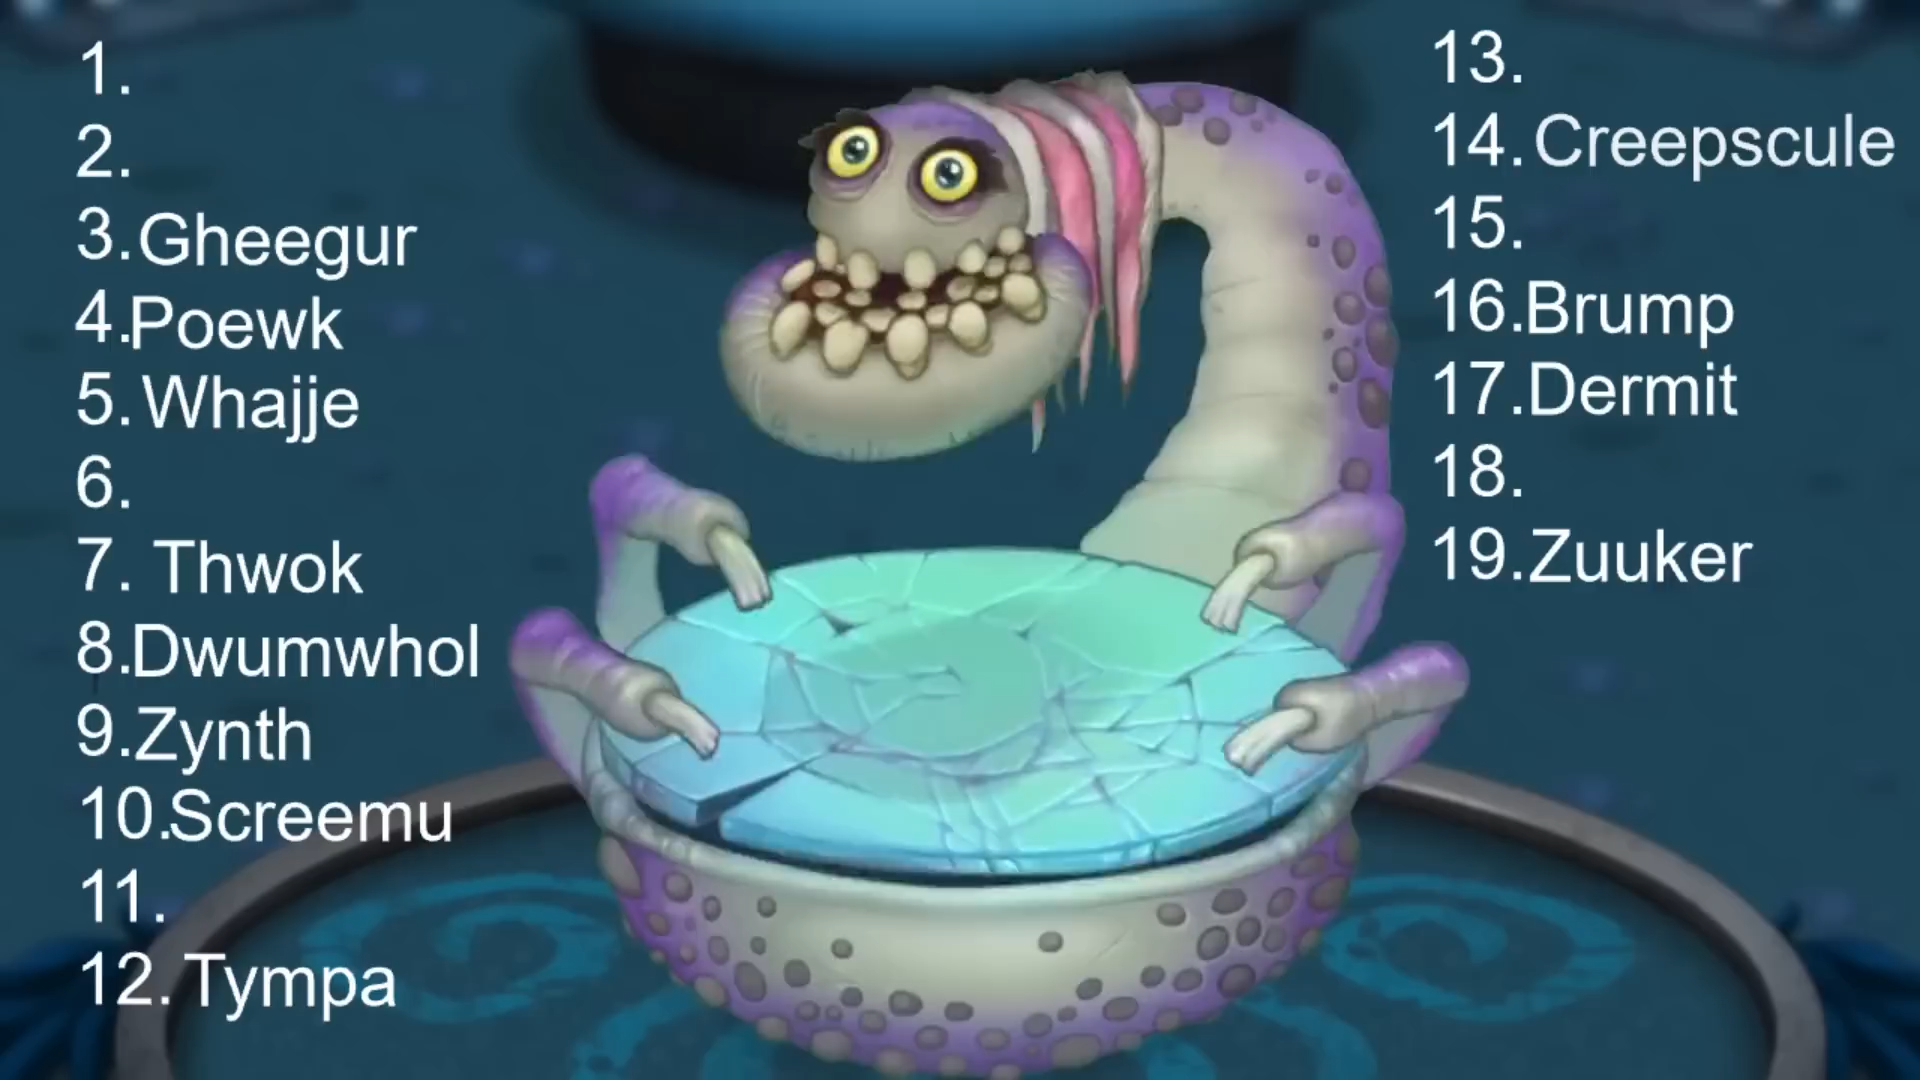 1.
2.
3.Gheegur
4.Poewk
5.Whajje
6.
7. Thwok
8.Dwumwhol
9.Zynth
10.Screemu
11.
12.Tympa
13.
14.Creepscule
15.
16.Brump
17.Dermit
18.
19.Zuuker